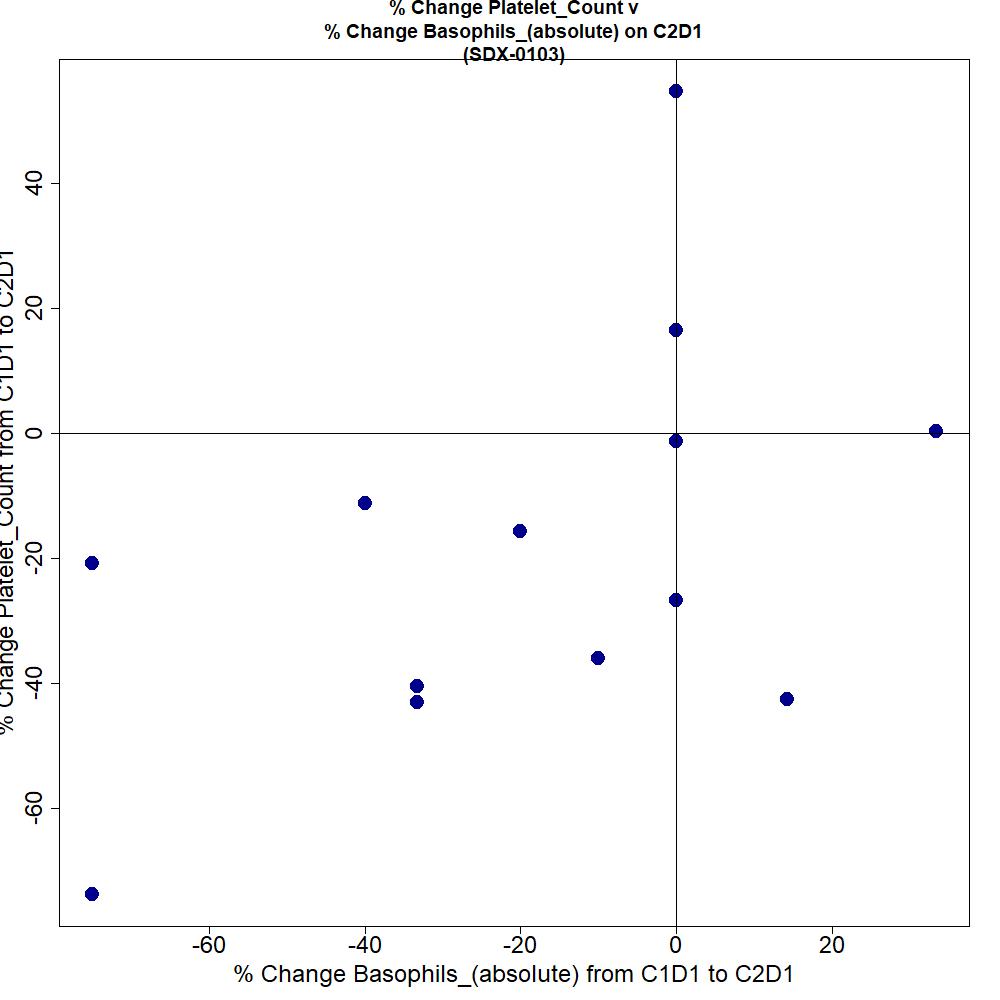 % Change Platelet_Count v
% Change Basophils_(absolute) on C2D1
(SDX-0103)
% Change Platelet_Count from C1D1 to C2D1
40
20
0
-20
-40
-60
-60
-40
-20
0
20
% Change Basophils_(absolute) from C1D1 to C2D1